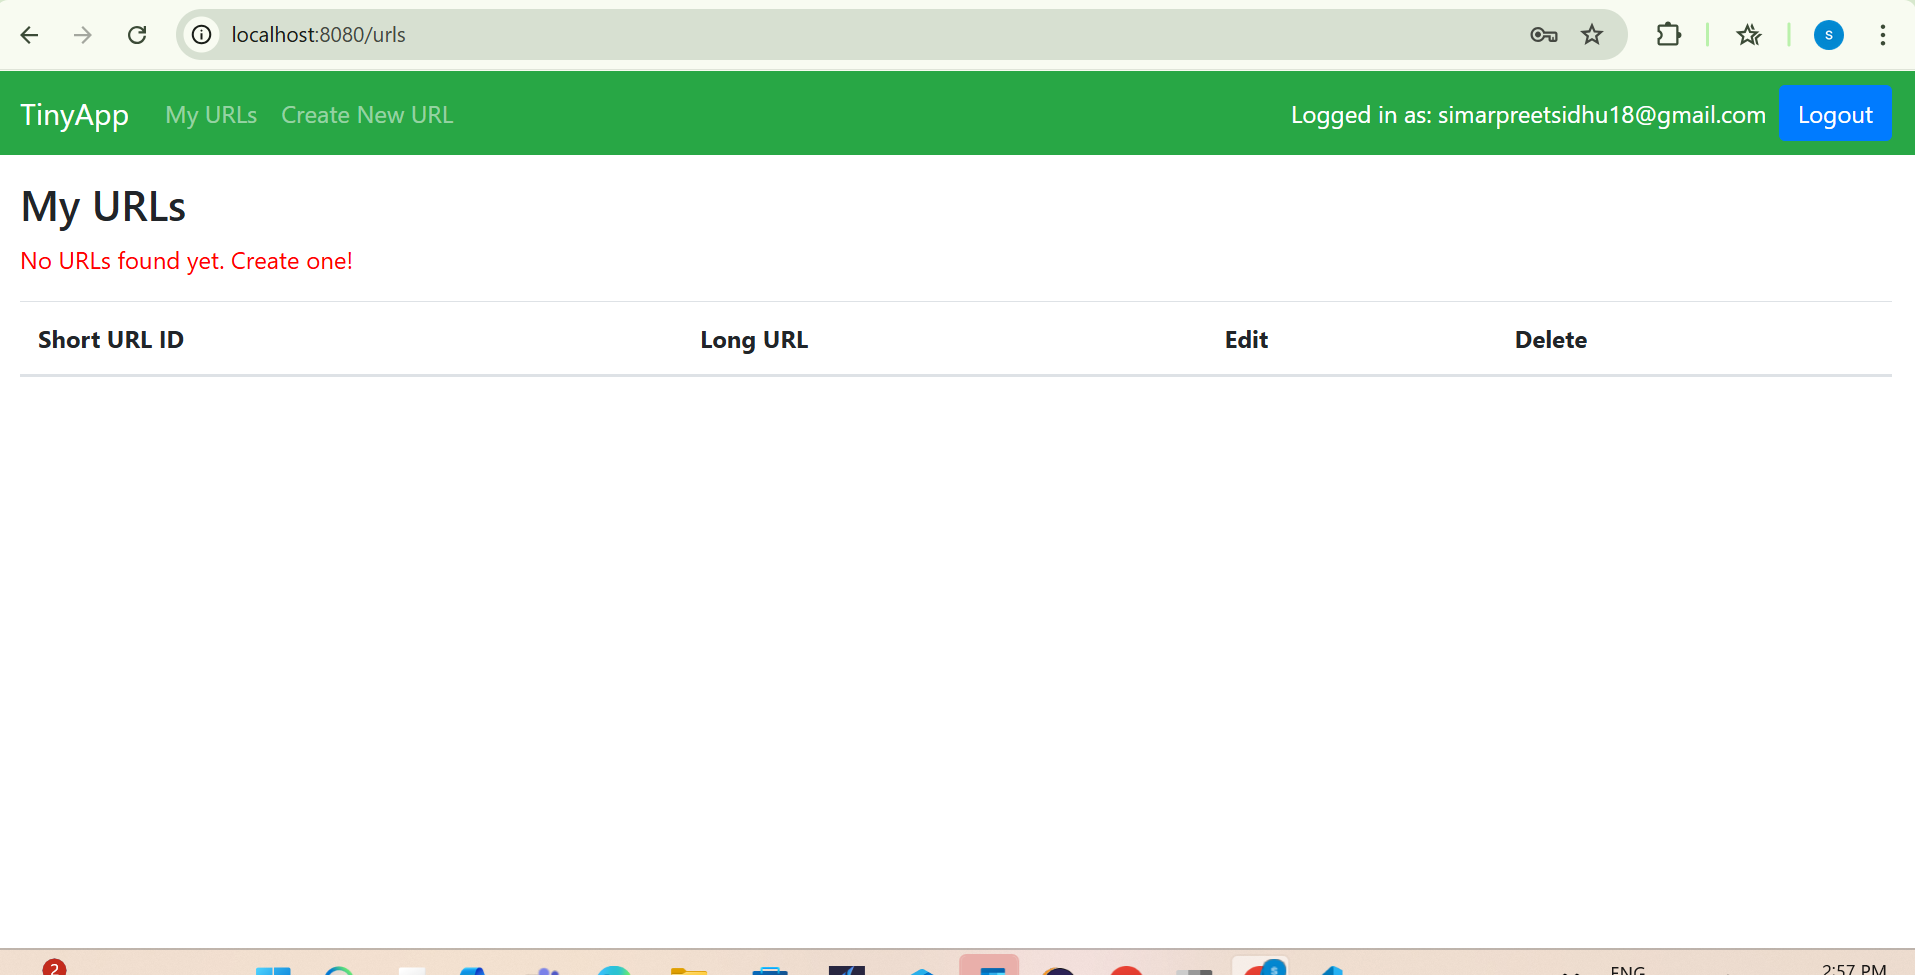 localhost:8080/urls
S
TinyApp My URLs Create New URL Logged in as: simarpreetsidhu18@gmail.com Logout
My URLs
No URLs found yet. Create one!
Short URL ID Long URL Edit Delete
2
S
ENG
2:57 PM